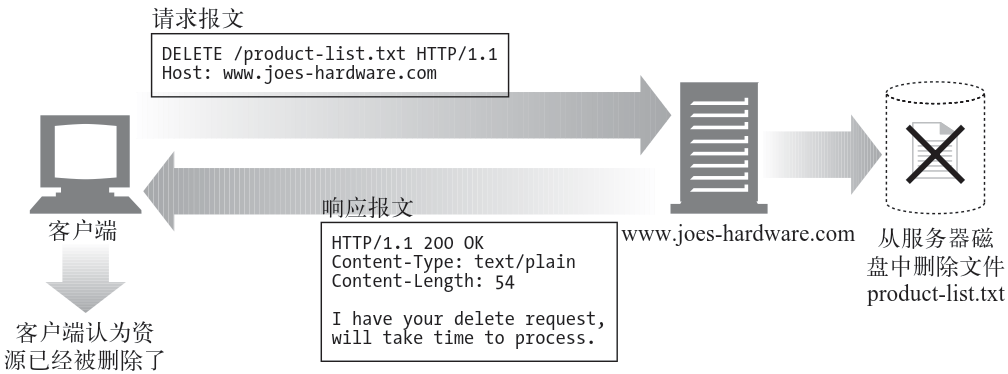 请求报文
DELETE /product-list.txt HTTP/1.1
Host: www.joes-hardware.com
客户端
客户端认为资
源已经被删除了
响应报文
HTTP/1.1 200 OK
Content-Type: text/plain
Content-Length: 54
I have your delete request,
will take time to process.
www.joes-hardware.com
从服务器磁
盘中删除文件
product-list.txt